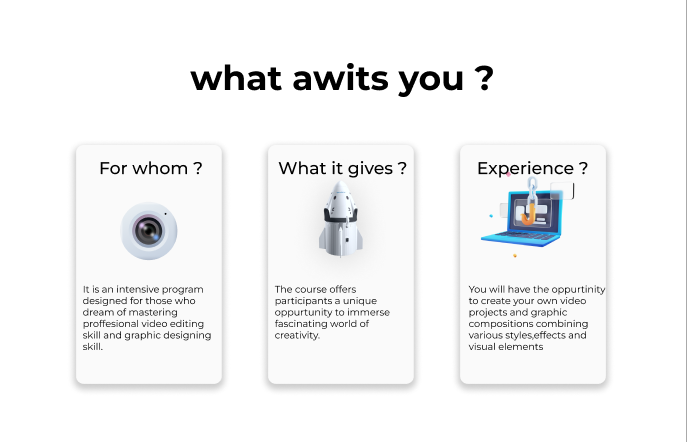 what awits you ?
For whom ?
It is an intensive program
designed for those who
dream of mastering
proffesional video editing
skill and graphic designing
skill.
What it gives ?
The course offers
participants a unique
oppurtunity to immerse
fascinating world of
creativity.
Experience ?
You will have the oppurtinity
to create your own video
projects and graphic
compositions combining
various styles,effects and
visual elements